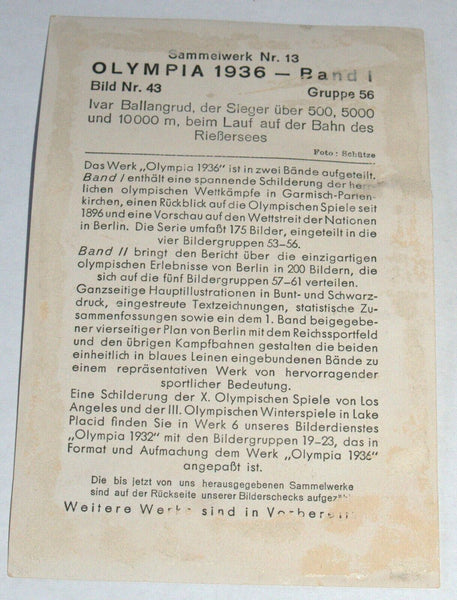 Sammelwerk Nr. 13
OLYMPIA 1936 — Band I
Bild Nr. 43 Gruppe 56
Ivar Ballangrud, der Sieger über 500, 5000
und 10000 m, beim Lauf auf der Bahn des
Rießersees
Foto: Schütze
Das Werk „Olympia 1936" ist in zwei Bände aufgeteilt.
Band I enthält eine spannende Schilderung der herr-
lichen olympischen Wettkämpfe in Garmisch-Parten-
kirchen, einen Rückblick auf die Olympischen Spiele seit
1896 und eine Vorschau auf den Wettstreit der Nationen
in Berlin. Die Serie umfaßt 175 Bilder, eingeteilt in die
vier Bildergruppen 53–56.
Band II bringt den Bericht über die einzigartigen
olympischen Erlebnisse von Berlin in 200 Bildern, die
sich auf die fünf Bildergruppen 57–61 verteilen.
Ganzseitige Hauptillustrationen in Bunt- und Schwarz-
druck, eingestreute Textzeichnungen, statistische Zu-
sammenfassungen sowie ein dem 1. Band beigegebe-
ner vierseitiger Plan von Berlin mit dem Reichssportfeld
und den übrigen Kampfbahnen gestalten die beiden
einheitlich in blaues Leinen eingebundenen Bände zu
einem repräsentativen Werk von hervorragender
sportlicher Bedeutung.
Eine Schilderung der X. Olympischen Spiele von Los
Angeles und der III. Olympischen Winterspiele in Lake
Placid finden Sie in Werk 6 unseres Bilderdienstes
„Olympia 1932" mit den Bildergruppen 19–23, das in
Format und Aufmachung dem Werk „Olympia 1936"
angepaßt ist.
Die bis jetzt von uns herausgegebenen Sammelwerke
sind auf der Rückseite unserer Bilderschecks aufgezähl
Weitere Werke sind in Vorberei